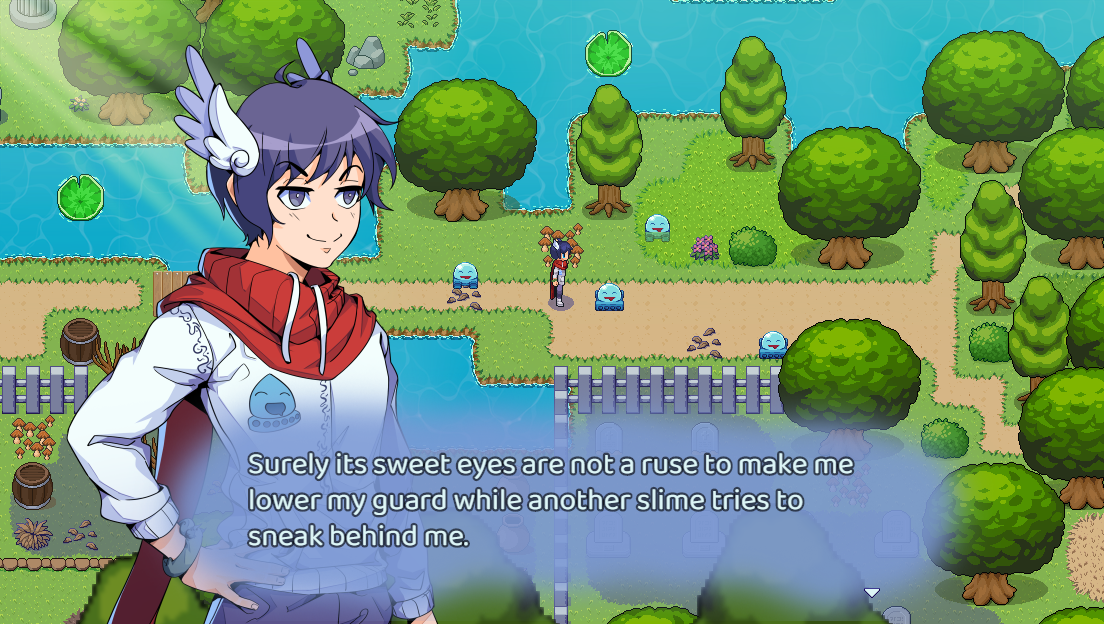 Surely its sweet eyes are not a ruse to make me
lower my guard while another slime tries to
sneak behind me.